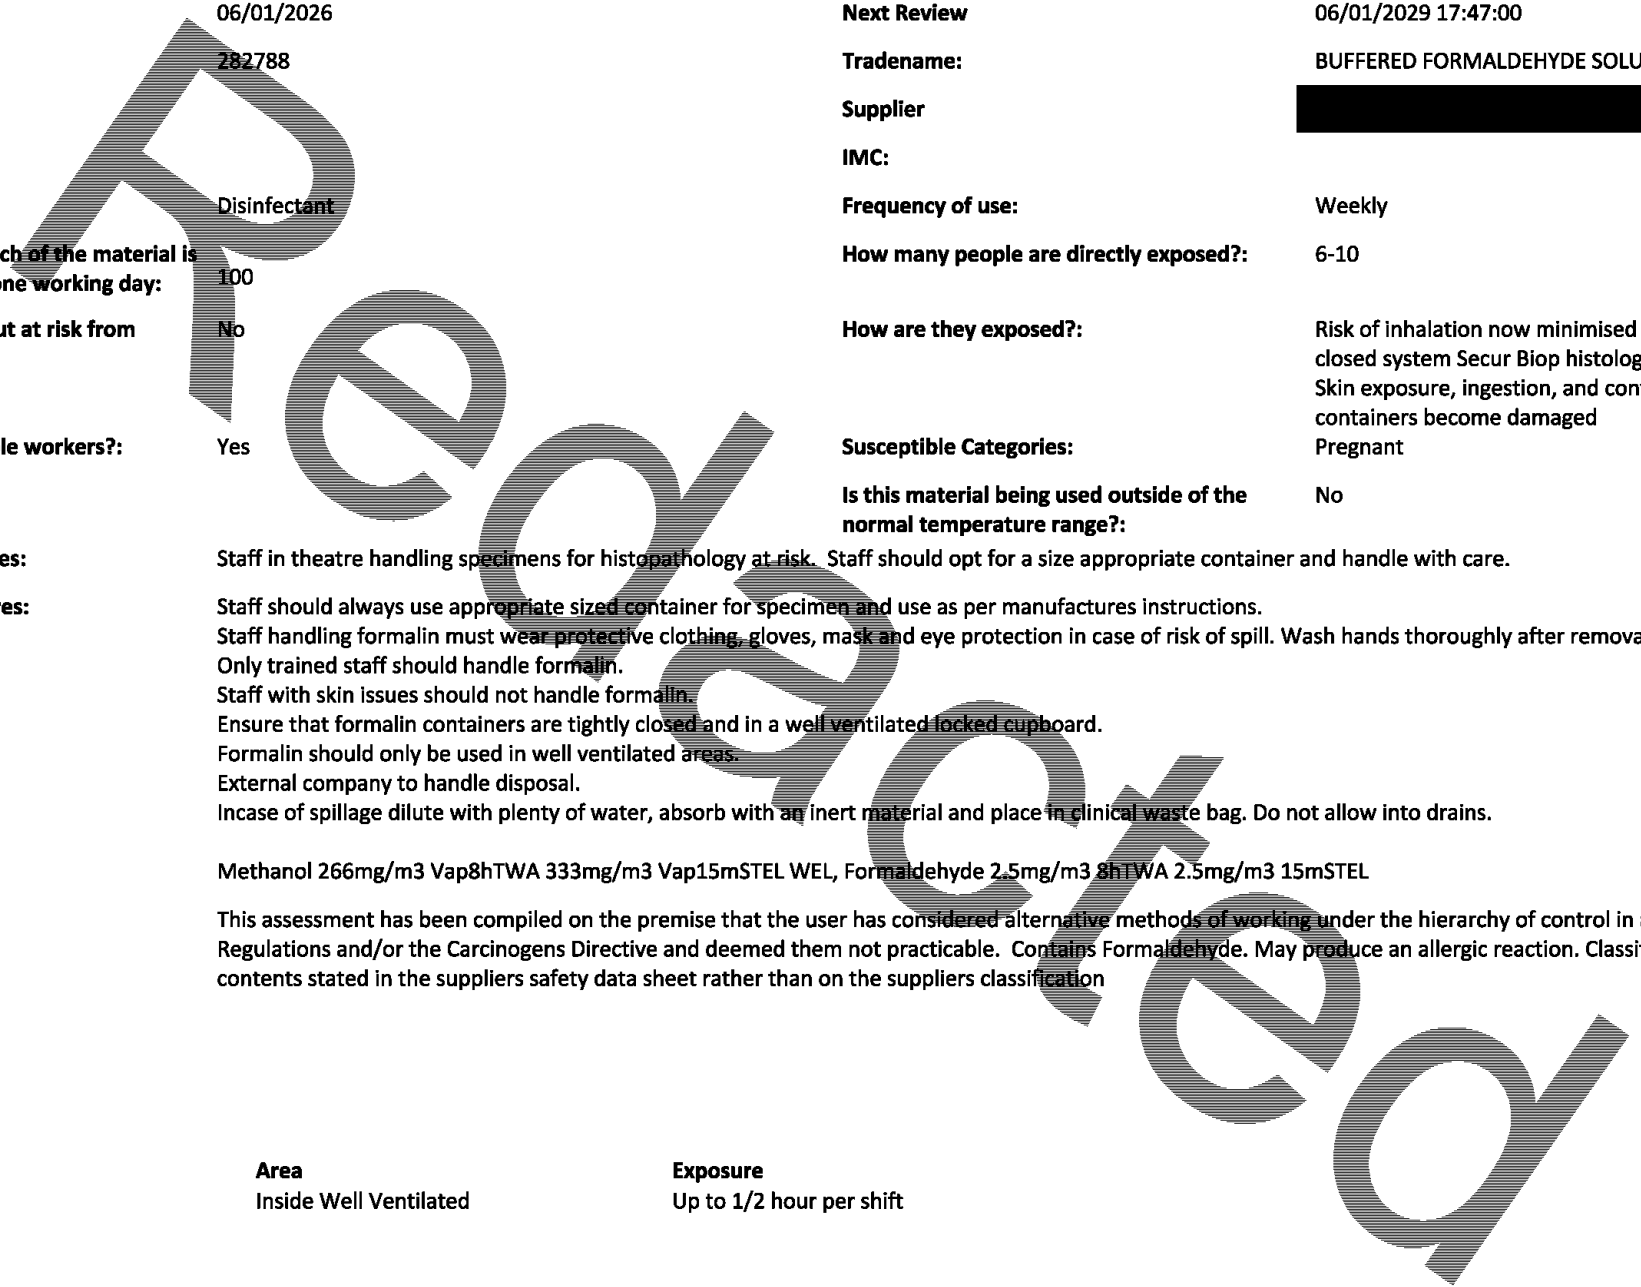 06/01/2026 Next Review 06/01/2029 17:47:00
282788 Tradename: BUFFERED FORMALDEHYDE SOLU
Supplier
IMC:
Disinfectant Frequency of use: Weekly
ch of the material is How many people are directly exposed?: 6-10
one working day: 100
ut at risk from No How are they exposed?: Risk of inhalation now minimised
closed system Secur Biop histolog
Skin exposure, ingestion, and con
containers become damaged
le workers?: Yes Susceptible Categories: Pregnant
Is this material being used outside of the No
normal temperature range?:
es: Staff in theatre handling specimens for histopathology at risk. Staff should opt for a size appropriate container and handle with care.
res: Staff should always use appropriate sized container for specimen and use as per manufactures instructions.
Staff handling formalin must wear protective clothing, gloves, mask and eye protection in case of risk of spill. Wash hands thoroughly after remova
Only trained staff should handle formalin.
Staff with skin issues should not handle formalin.
Ensure that formalin containers are tightly closed and in a well ventilated locked cupboard.
Formalin should only be used in well ventilated areas.
External company to handle disposal.
Incase of spillage dilute with plenty of water, absorb with an inert material and place in clinical waste bag. Do not allow into drains.
Methanol 266mg/m3 Vap8hTWA 333mg/m3 Vap15mSTEL WEL, Formaldehyde 2.5mg/m3 8hTWA 2.5mg/m3 15mSTEL
This assessment has been compiled on the premise that the user has considered alternative methods of working under the hierarchy of control in
Regulations and/or the Carcinogens Directive and deemed them not practicable. Contains Formaldehyde. May produce an allergic reaction. Classi
contents stated in the suppliers safety data sheet rather than on the suppliers classification
Area Exposure
Inside Well Ventilated Up to 1/2 hour per shift
Redacted